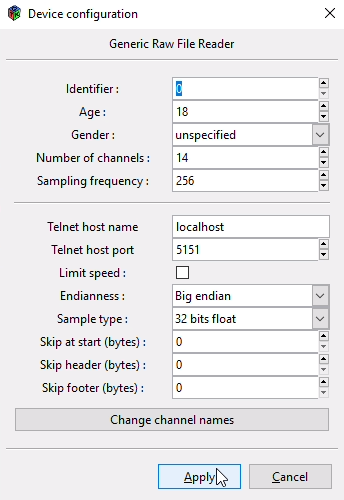 Device configuration
Generic Raw File Reader
Identifier : 0
Age : 18
Gender : unspecified
Number of channels : 14
Sampling frequency : 256
Telnet host name localhost
Telnet host port 5151
Limit speed :
Endianness : Big endian
Sample type : 32 bits float
Skip at start (bytes) : 0
Skip header (bytes) : 0
Skip footer (bytes) : 0
Change channel names
Apply Cancel